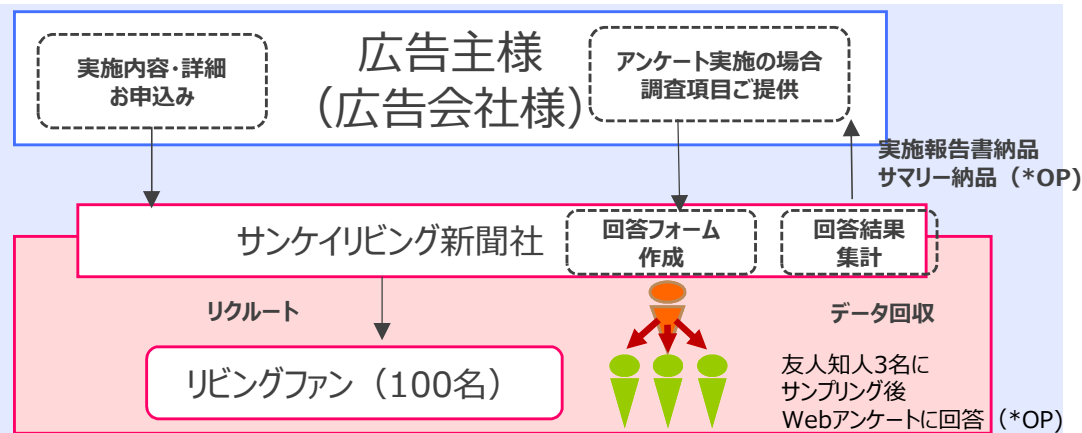 実施内容・詳細
お申込み
広告主様
（広告会社様）
アンケート実施の場合
調査項目ご提供
実施報告書納品
サマリー納品（*OP)
サンケイリビング新聞社
回答フォーム
作成
回答結果
集計
リクルート
データ回収
リビングファン（100名）
友人知人3名に
サンプリング後
Webアンケートに回答（*OP)